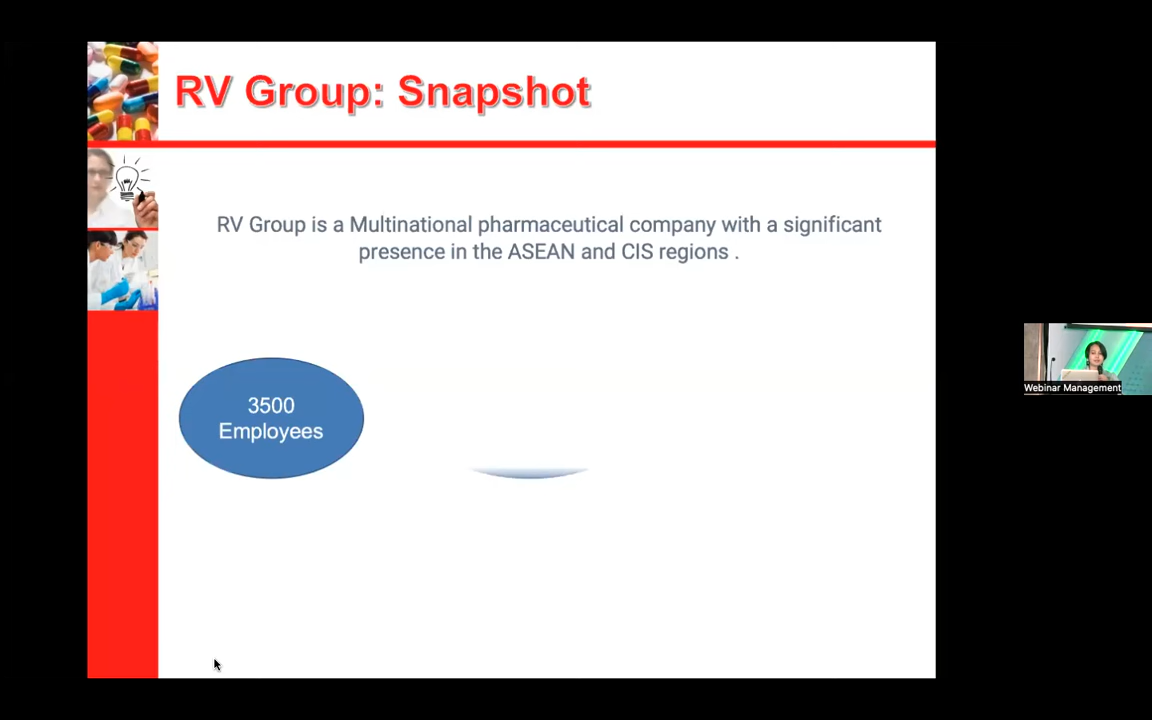 RV Group: Snapshot
RV Group is a Multinational pharmaceutical company with a significant
presence in the ASEAN and CIS regions .
3500
Employees
Webinar Management